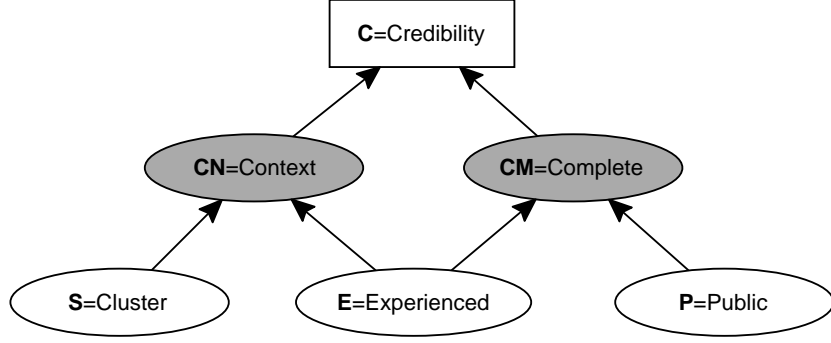 C=Credibility
CN=Context
CM=Complete
S=Cluster
E=Experienced
P=Public